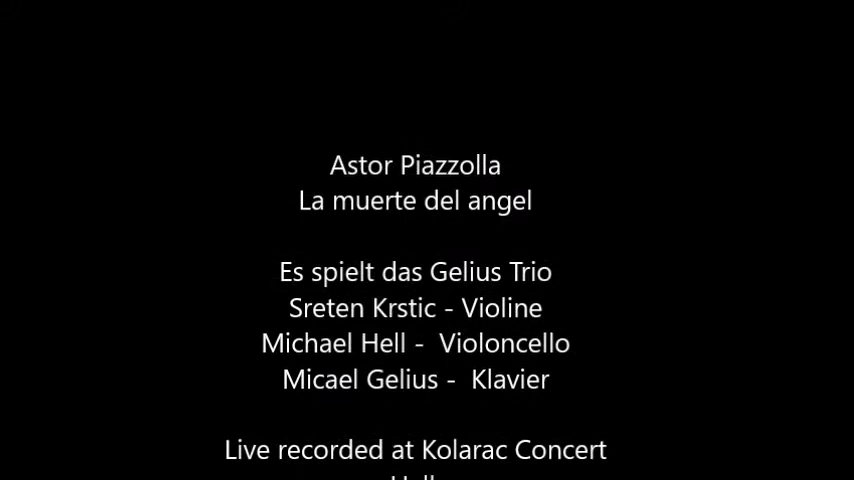 Astor Piazzolla
La muerte del angel
Es spielt das Gelius Trio
Sreten Krstic - Violine
Michael Hell -  Violoncello
Micael Gelius -  Klavier
Live recorded at Kolarac Concert